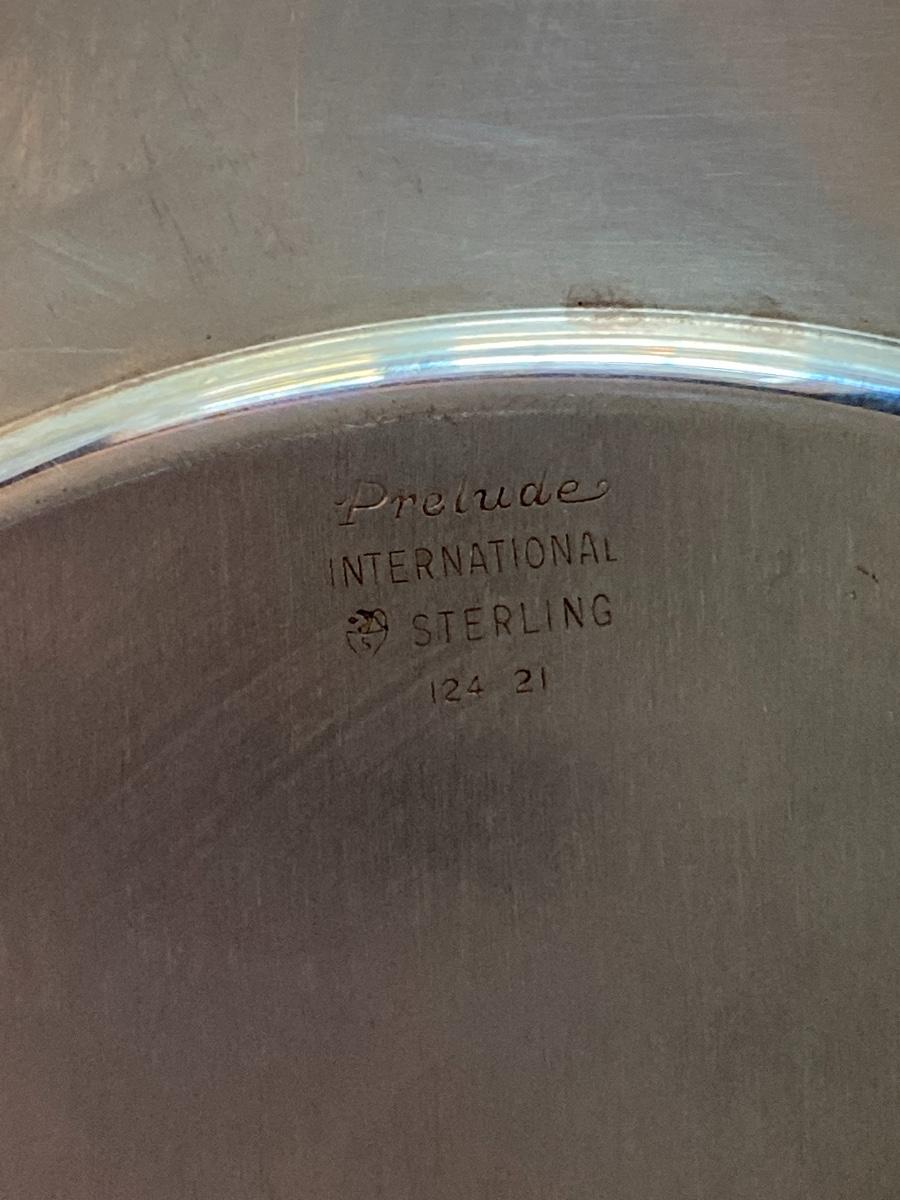 Prelude
INTERNATIONAL
STERLING
124 21